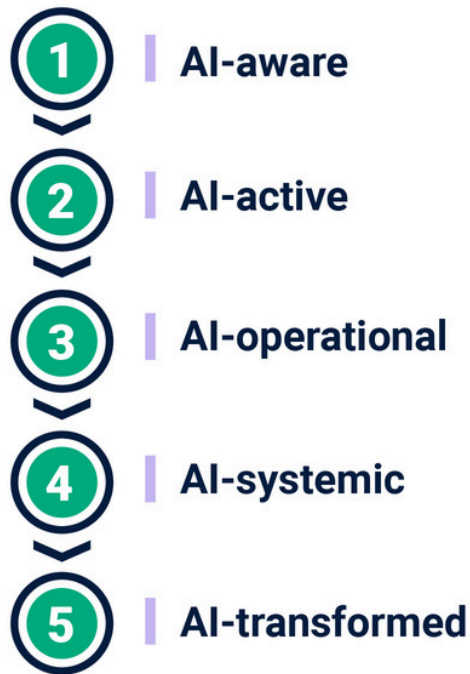 1 AI-aware
2 AI-active
3 AI-operational
4 AI-systemic
5 AI-transformed